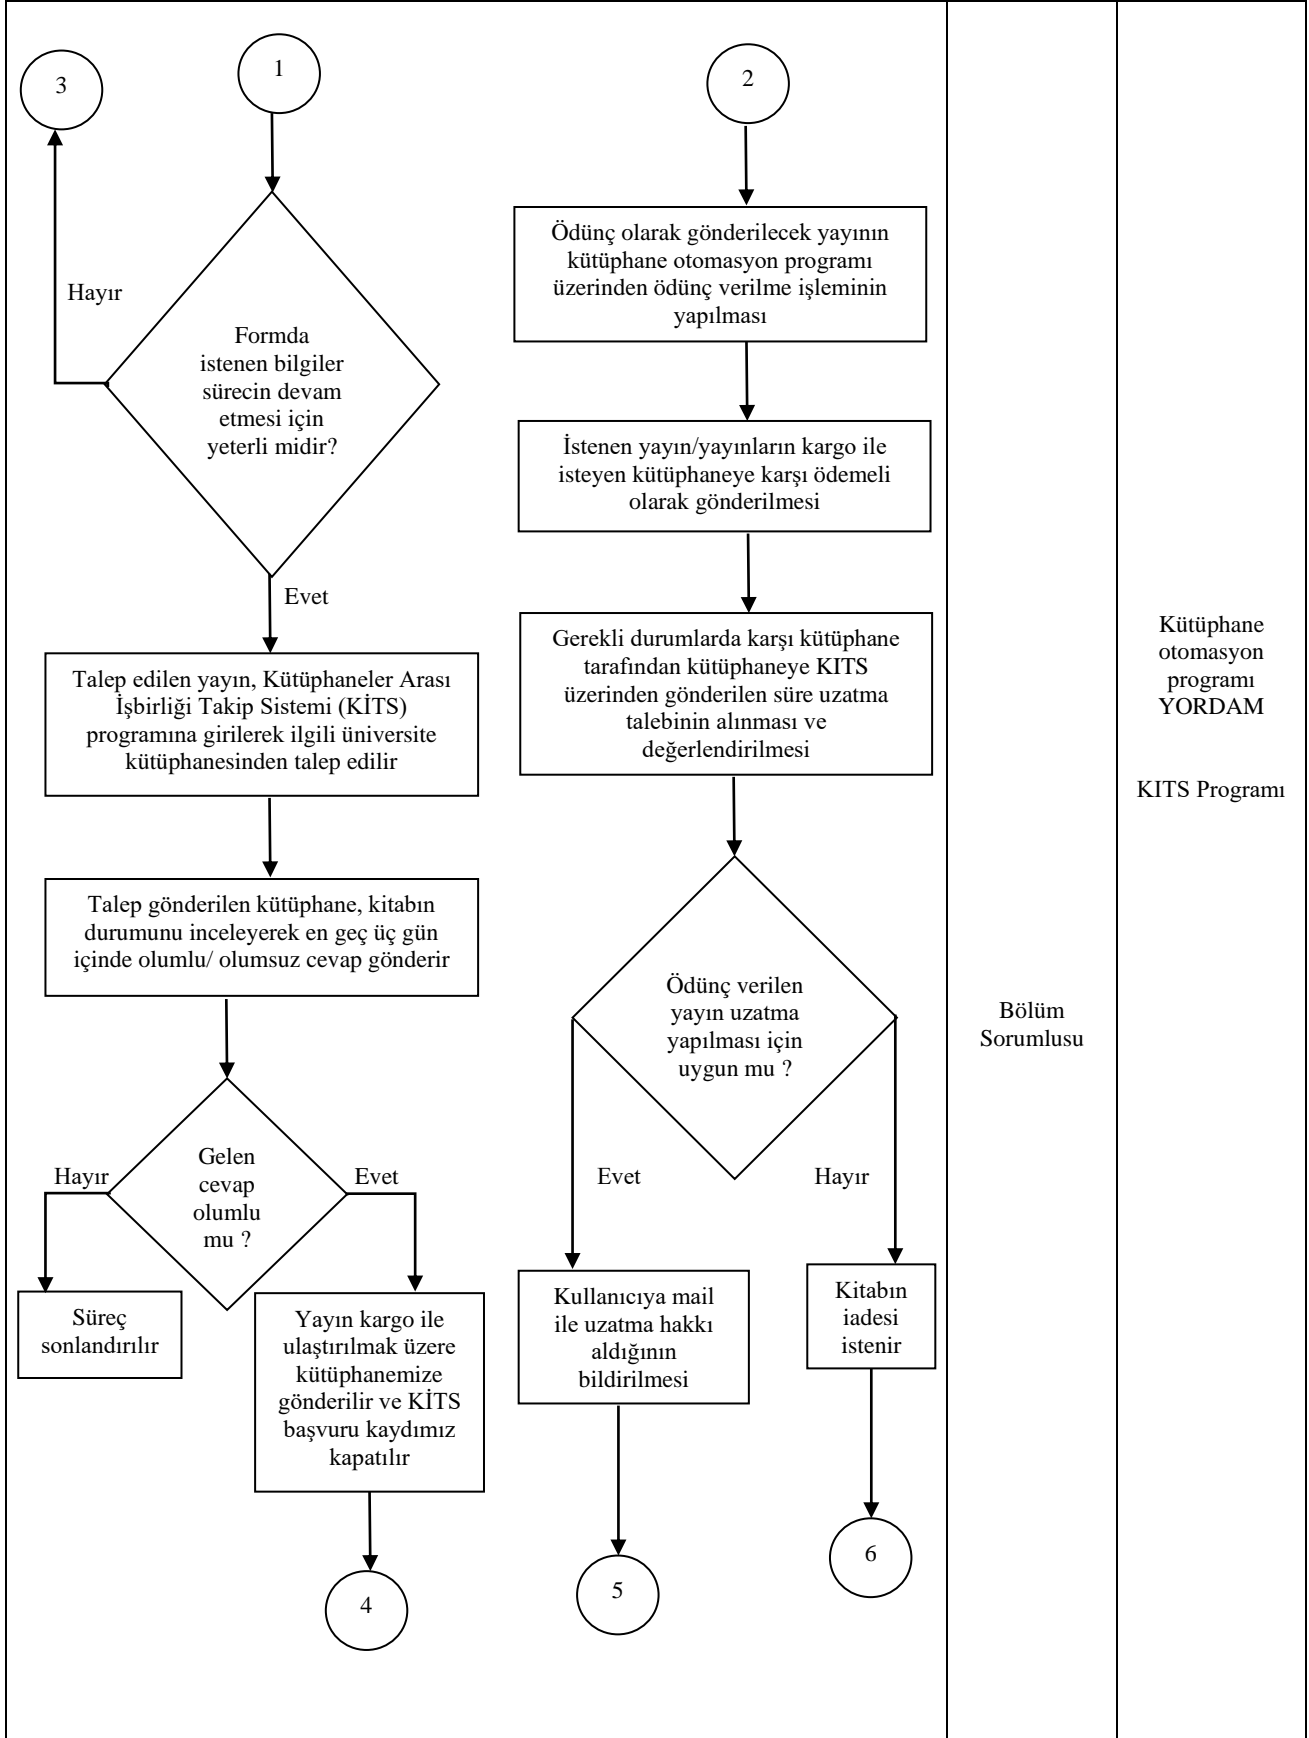 3
1
2
Hayır
Formda
istenen bilgiler
sürecin devam
etmesi için
yeterli midir?
Evet
Talep edilen yayın, Kütüphaneler Arası
İşbirliği Takip Sistemi (KİTS)
programına girilerek ilgili üniversite
kütüphanesinden talep edilir
Talep gönderilen kütüphane, kitabın
durumunu inceleyerek en geç üç gün
içinde olumlu/ olumsuz cevap gönderir
Gelen
cevap
olumlu
mu ?
Hayır
Evet
Süreç
sonlandırılır
Yayın kargo ile
ulaştırılmak üzere
kütüphanemize
gönderilir ve KİTS
başvuru kaydımız
kapatılır
4
Ödünç olarak gönderilecek yayının
kütüphane otomasyon programı
üzerinden ödünç verilme işleminin
yapılması
İstenen yayın/yayınların kargo ile
isteyen kütüphaneye karşı ödemeli
olarak gönderilmesi
Gerekli durumlarda karşı kütüphane
tarafından kütüphaneye KITS
üzerinden gönderilen süre uzatma
talebinin alınması ve
değerlendirilmesi
Ödünç verilen
yayın uzatma
yapılması için
uygun mu ?
Evet
Hayır
Kullanıcıya mail
ile uzatma hakkı
aldığının
bildirilmesi
Kitabın
iadesi
istenir
5
6
Bölüm
Sorumlusu
Kütüphane
otomasyon
programı
YORDAM
KITS Programı